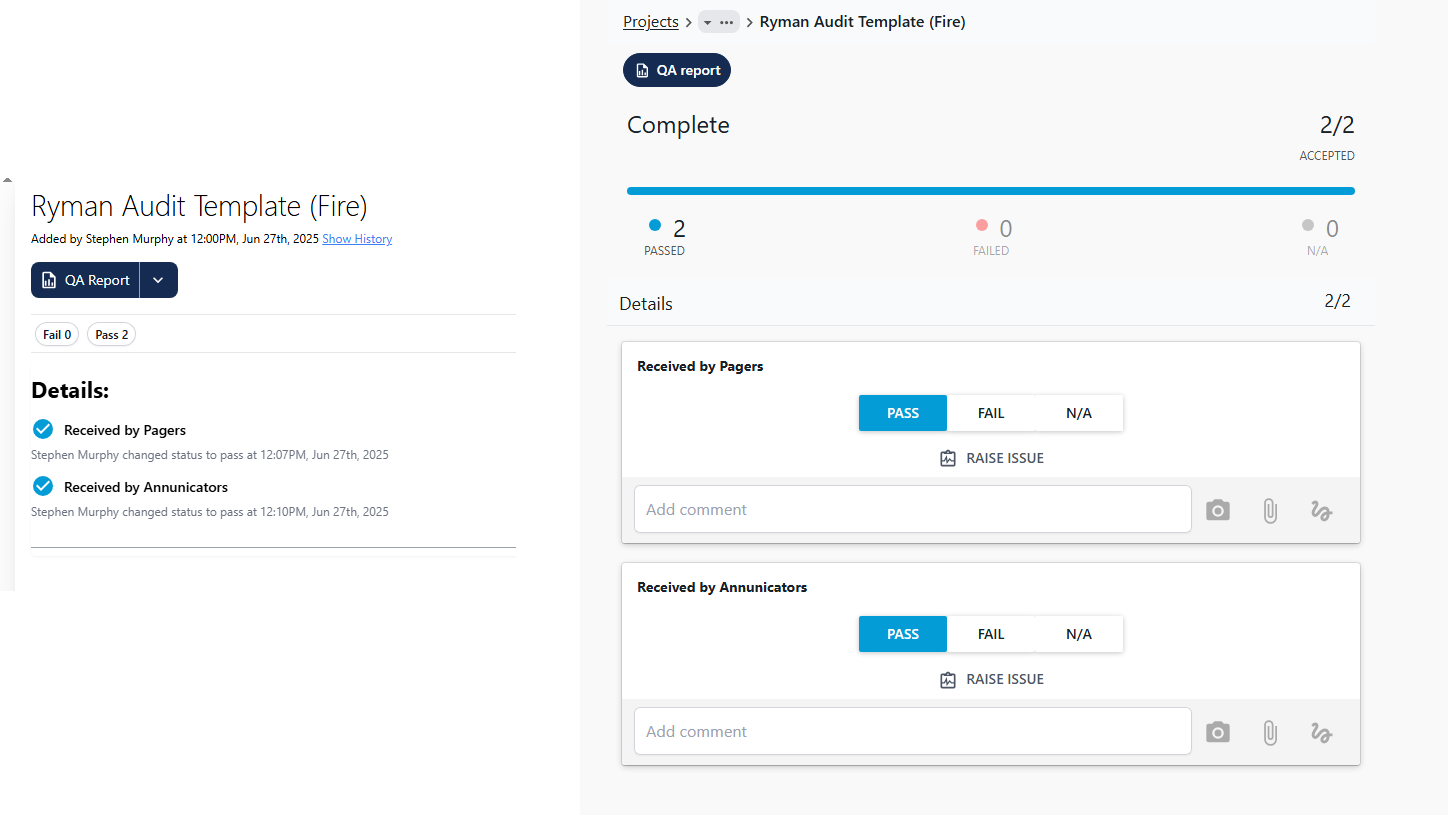 Ryman Audit Template (Fire)
Added by Stephen Murphy at 12:00PM, Jun 27th, 2025 Show History
QA Report
Fail 0 Pass 2
Details:
Received by Pagers
Stephen Murphy changed status to pass at 12:07PM, Jun 27th, 2025
Received by Annunicators
Stephen Murphy changed status to pass at 12:10PM, Jun 27th, 2025
Projects > ... > Ryman Audit Template (Fire)
QA report
Complete 2/2
ACCEPTED
2 0 0
PASSED FAILED N/A
Details 2/2
Received by Pagers
PASS FAIL N/A
RAISE ISSUE
Add comment
Received by Annunicators
PASS FAIL N/A
RAISE ISSUE
Add comment